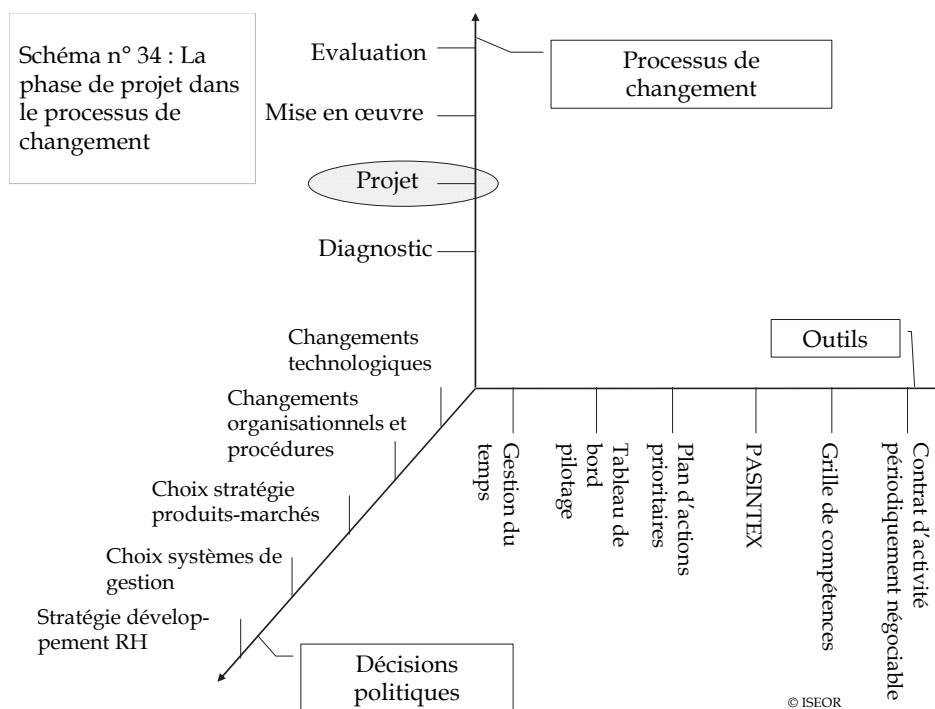 Schéma n° 34 : La
phase de projet dans
le processus de
changement
Evaluation
Processus de
changement
Mise en œuvre
Projet
Diagnostic
Changements
technologiques
Outils
Changements
organisationnels et
procédures
Choix stratégie
produits-marchés
Choix systèmes de
gestion
Stratégie dévelop-
pement RH
Décisions
politiques
Gestion du
temps
Tableau de
bord
pilotage
Plan d'actions
prioritaires
PASINTEX
Grille de compétences
Contrat d'activité
périodiquement négociable
© ISEOR